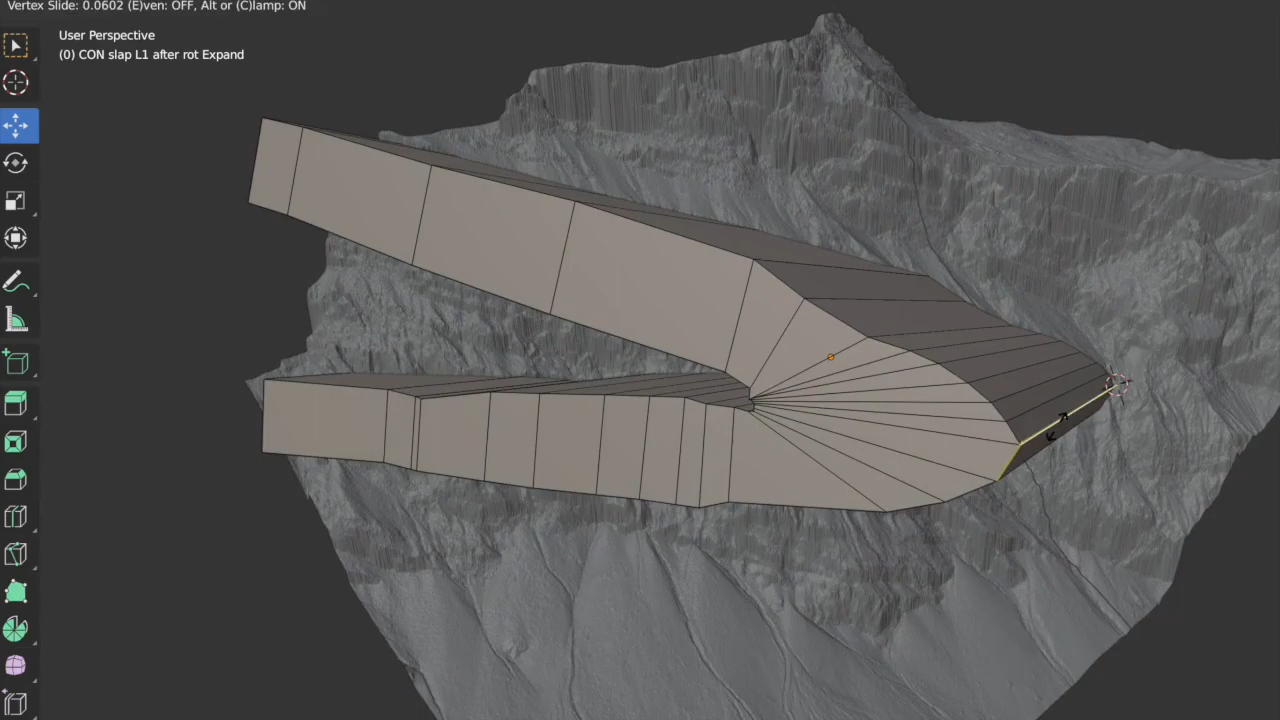 Vertex Slide: 0.0602 (E)ven: OFF, Alt or (C)lamp: ON
User Perspective
(0) CON slap L1 after rot Expand